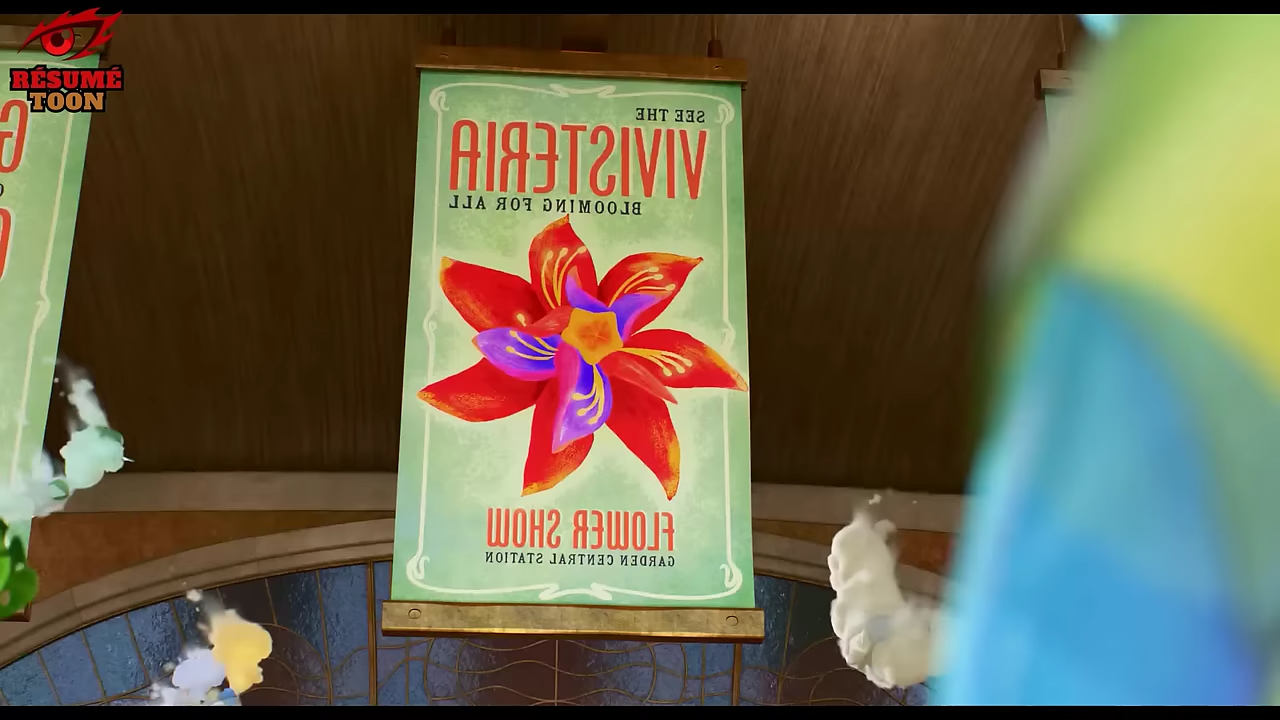 RÉSUMÉ
TOON
SEE THE
VIVISTERIA
BLOOMING FOR ALL
FLOWER SHOW
GARDEN CENTRAL STATION